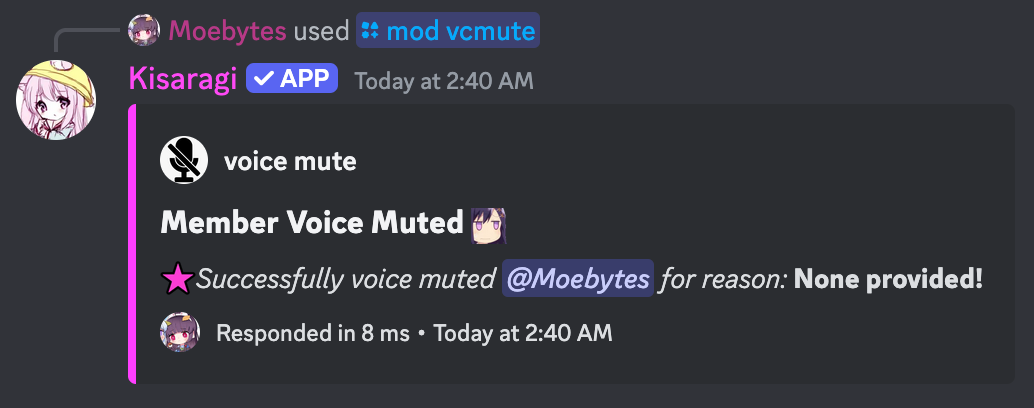 Moebytes used mod vcmute
Kisaragi APP Today at 2:40 AM
voice mute
Member Voice Muted
Successfully voice muted @Moebytes for reason: None provided!
Responded in 8 ms • Today at 2:40 AM